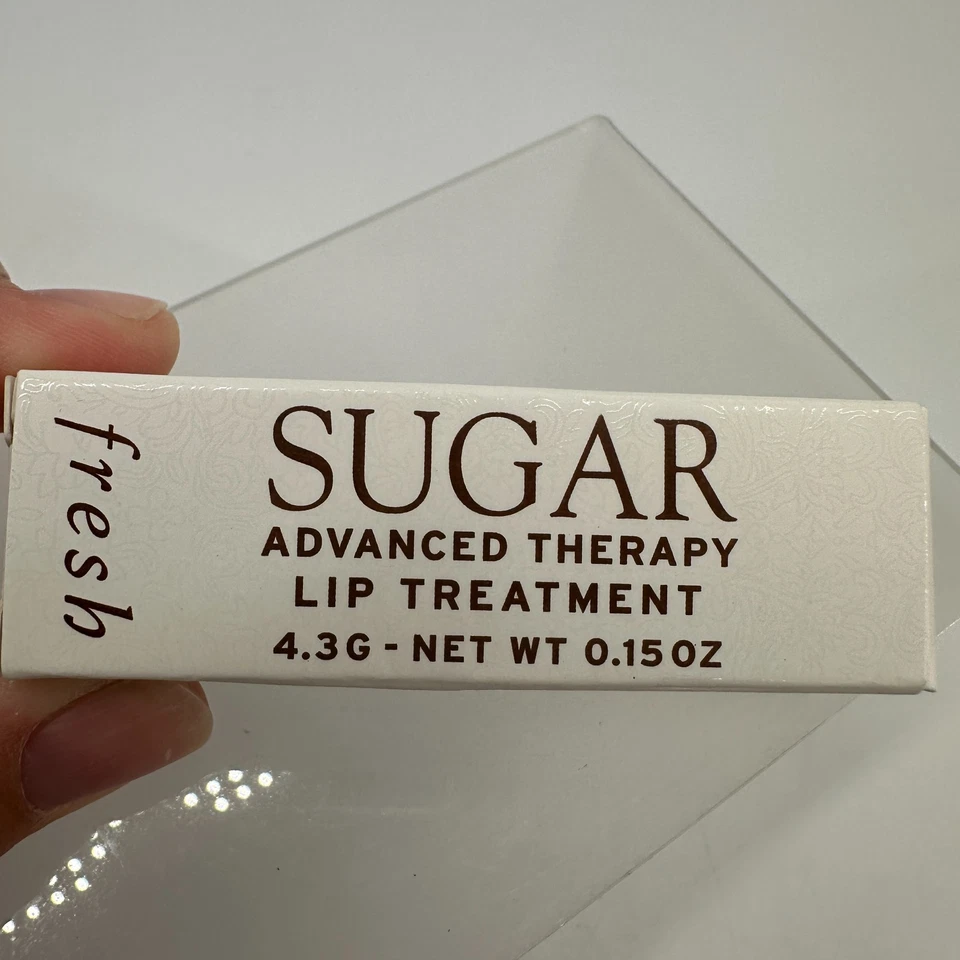 fresh
SUGAR
ADVANCED THERAPY
LIP TREATMENT
4.3G - NET WT 0.15OZ